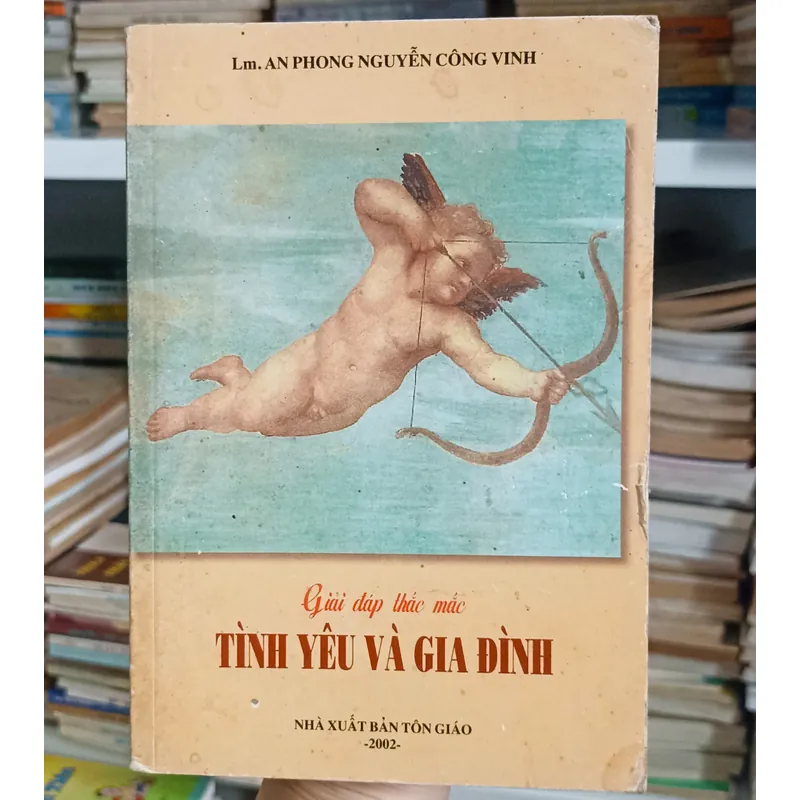 Lm. AN PHONG NGUYỄN CÔNG VINH
Giải đáp thắc mắc
TÌNH YÊU VÀ GIA ĐÌNH
NHÀ XUẤT BẢN TÔN GIÁO
-2002-